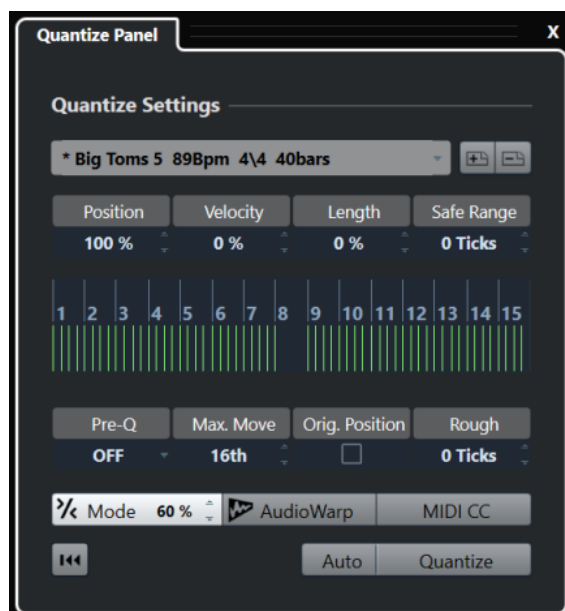 Quantize Panel X
Quantize Settings
* Big Toms 5 89Bpm 4\4 40bars
Position Velocity Length Safe Range
100 % 0 % 0 % 0 Ticks
1 2 3 4 5 6 7 8 9 10 11 12 13 14 15
Pre-Q Max. Move Orig. Position Rough
OFF 16th 0 Ticks
Mode 60 % AudioWarp MIDI CC
Auto Quantize